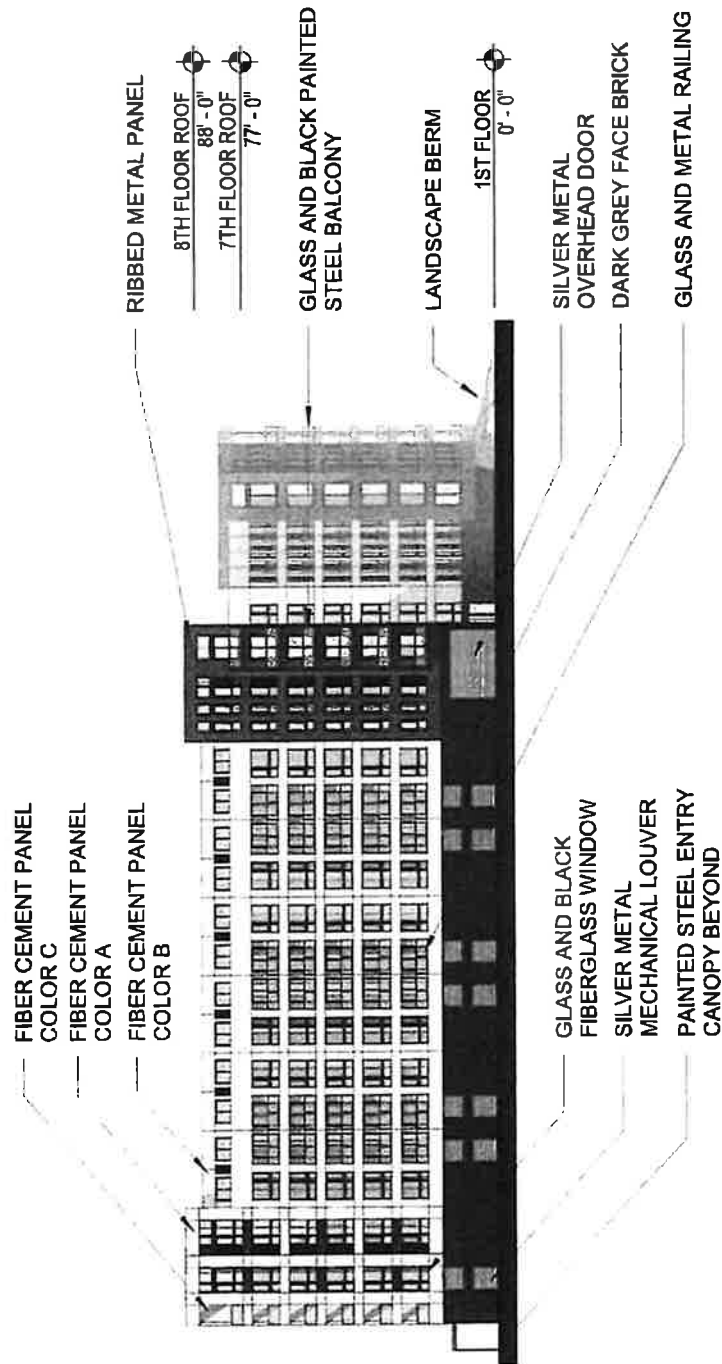 FIBER CEMENT PANEL
COLOR C
FIBER CEMENT PANEL
COLOR A
FIBER CEMENT PANEL
COLOR B
RIBBED METAL PANEL
8TH FLOOR ROOF
88' - 0"
7TH FLOOR ROOF
77' - 0"
GLASS AND BLACK PAINTED
STEEL BALCONY
LANDSCAPE BERM
1ST FLOOR
0' - 0"
SILVER METAL
OVERHEAD DOOR
DARK GREY FACE BRICK
GLASS AND METAL RAILING
GLASS AND BLACK
FIBERGLASS WINDOW
SILVER METAL
MECHANICAL LOUVER
PAINTED STEEL ENTRY
CANOPY BEYOND